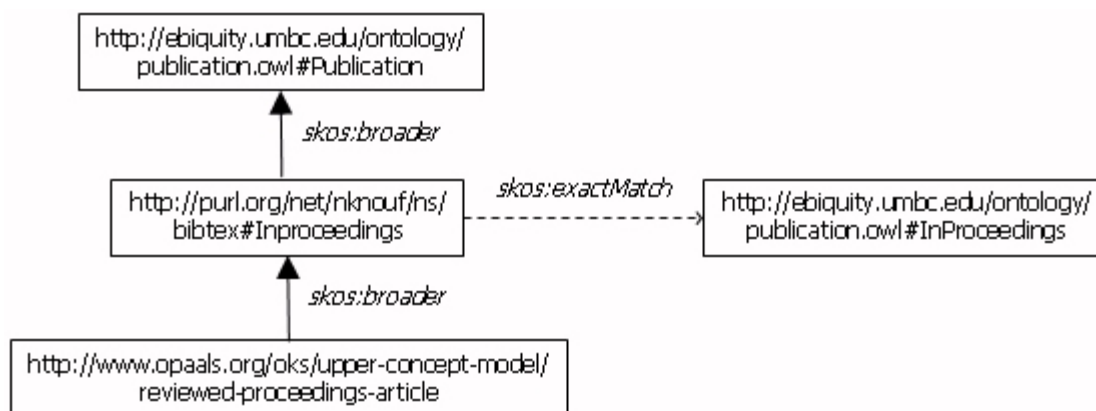 http://ebiquity.umbc.edu/ontology/
publication.owl#Publication
skos:broader
http://purl.org/net/nknouf/ns/
bibtex#Inproceedings
skos:exactMatch
http://ebiquity.umbc.edu/ontology/
publication.owl#InProceedings
skos:broader
http://www.opaals.org/oks/upper-concept-model/
reviewed-proceedings-article